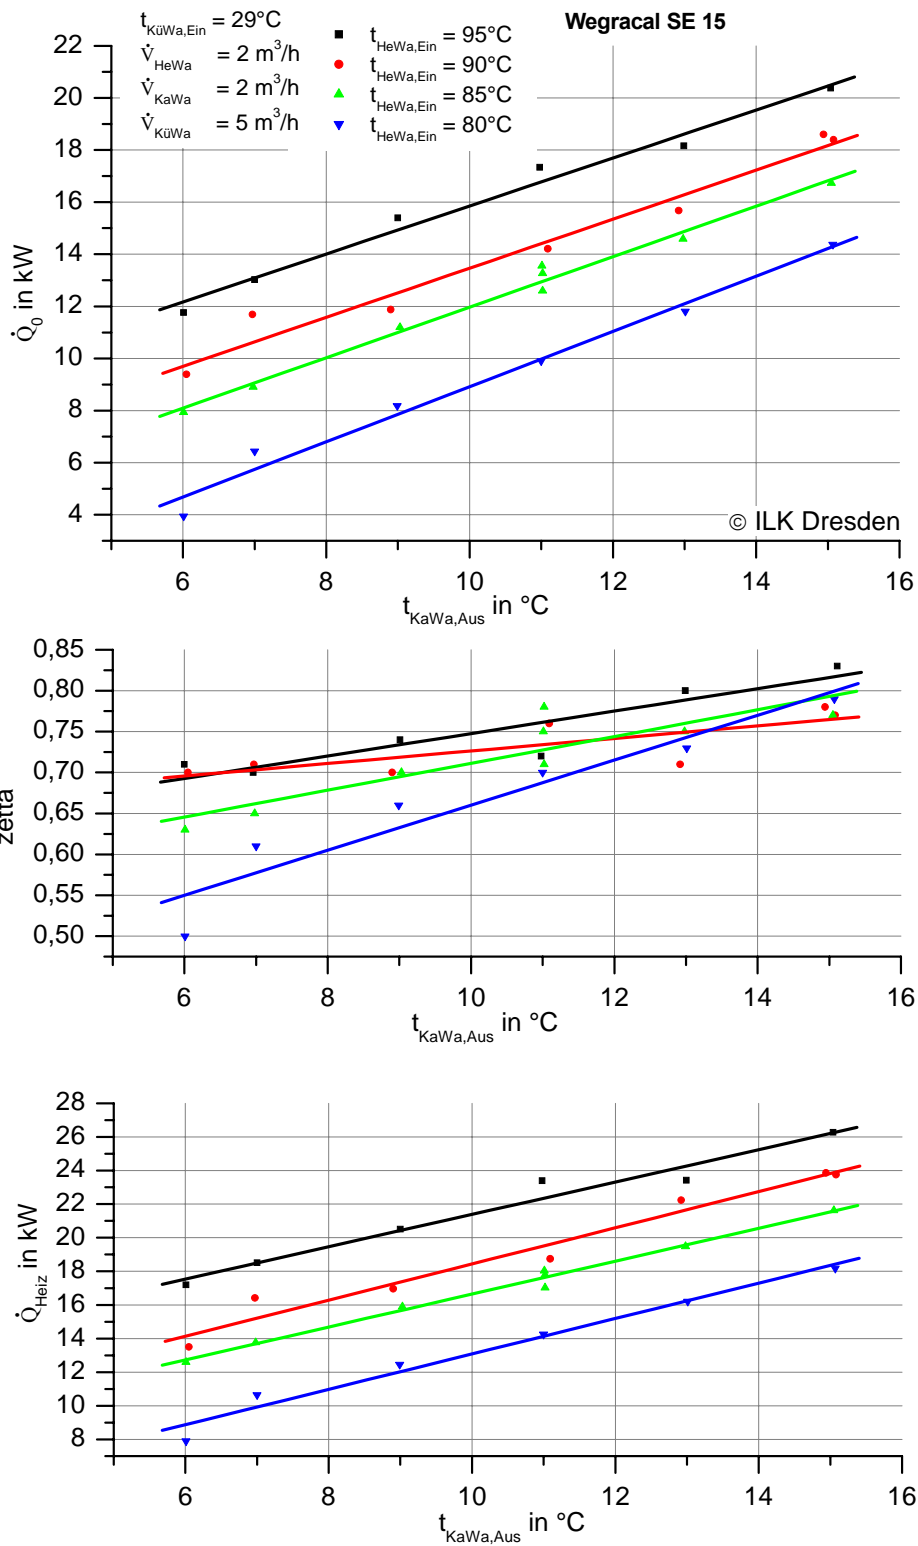 Wegracal SE 15
t_KüWa,Ein = 29°C
V̇_HeWa = 2 m³/h
V̇_KaWa = 2 m³/h
V̇_KüWa = 5 m³/h
t_HeWa,Ein = 95°C
t_HeWa,Ein = 90°C
t_HeWa,Ein = 85°C
t_HeWa,Ein = 80°C
22
20
18
16
14
12
10
8
6
4
Q̇_0 in kW
© ILK Dresden
6 8 10 12 14 16
t_KaWa,Aus in °C
0,85
0,80
0,75
0,70
0,65
0,60
0,55
0,50
zetta
6 8 10 12 14 16
t_KaWa,Aus in °C
28
26
24
22
20
18
16
14
12
10
8
Q̇_Heiz in kW
6 8 10 12 14 16
t_KaWa,Aus in °C